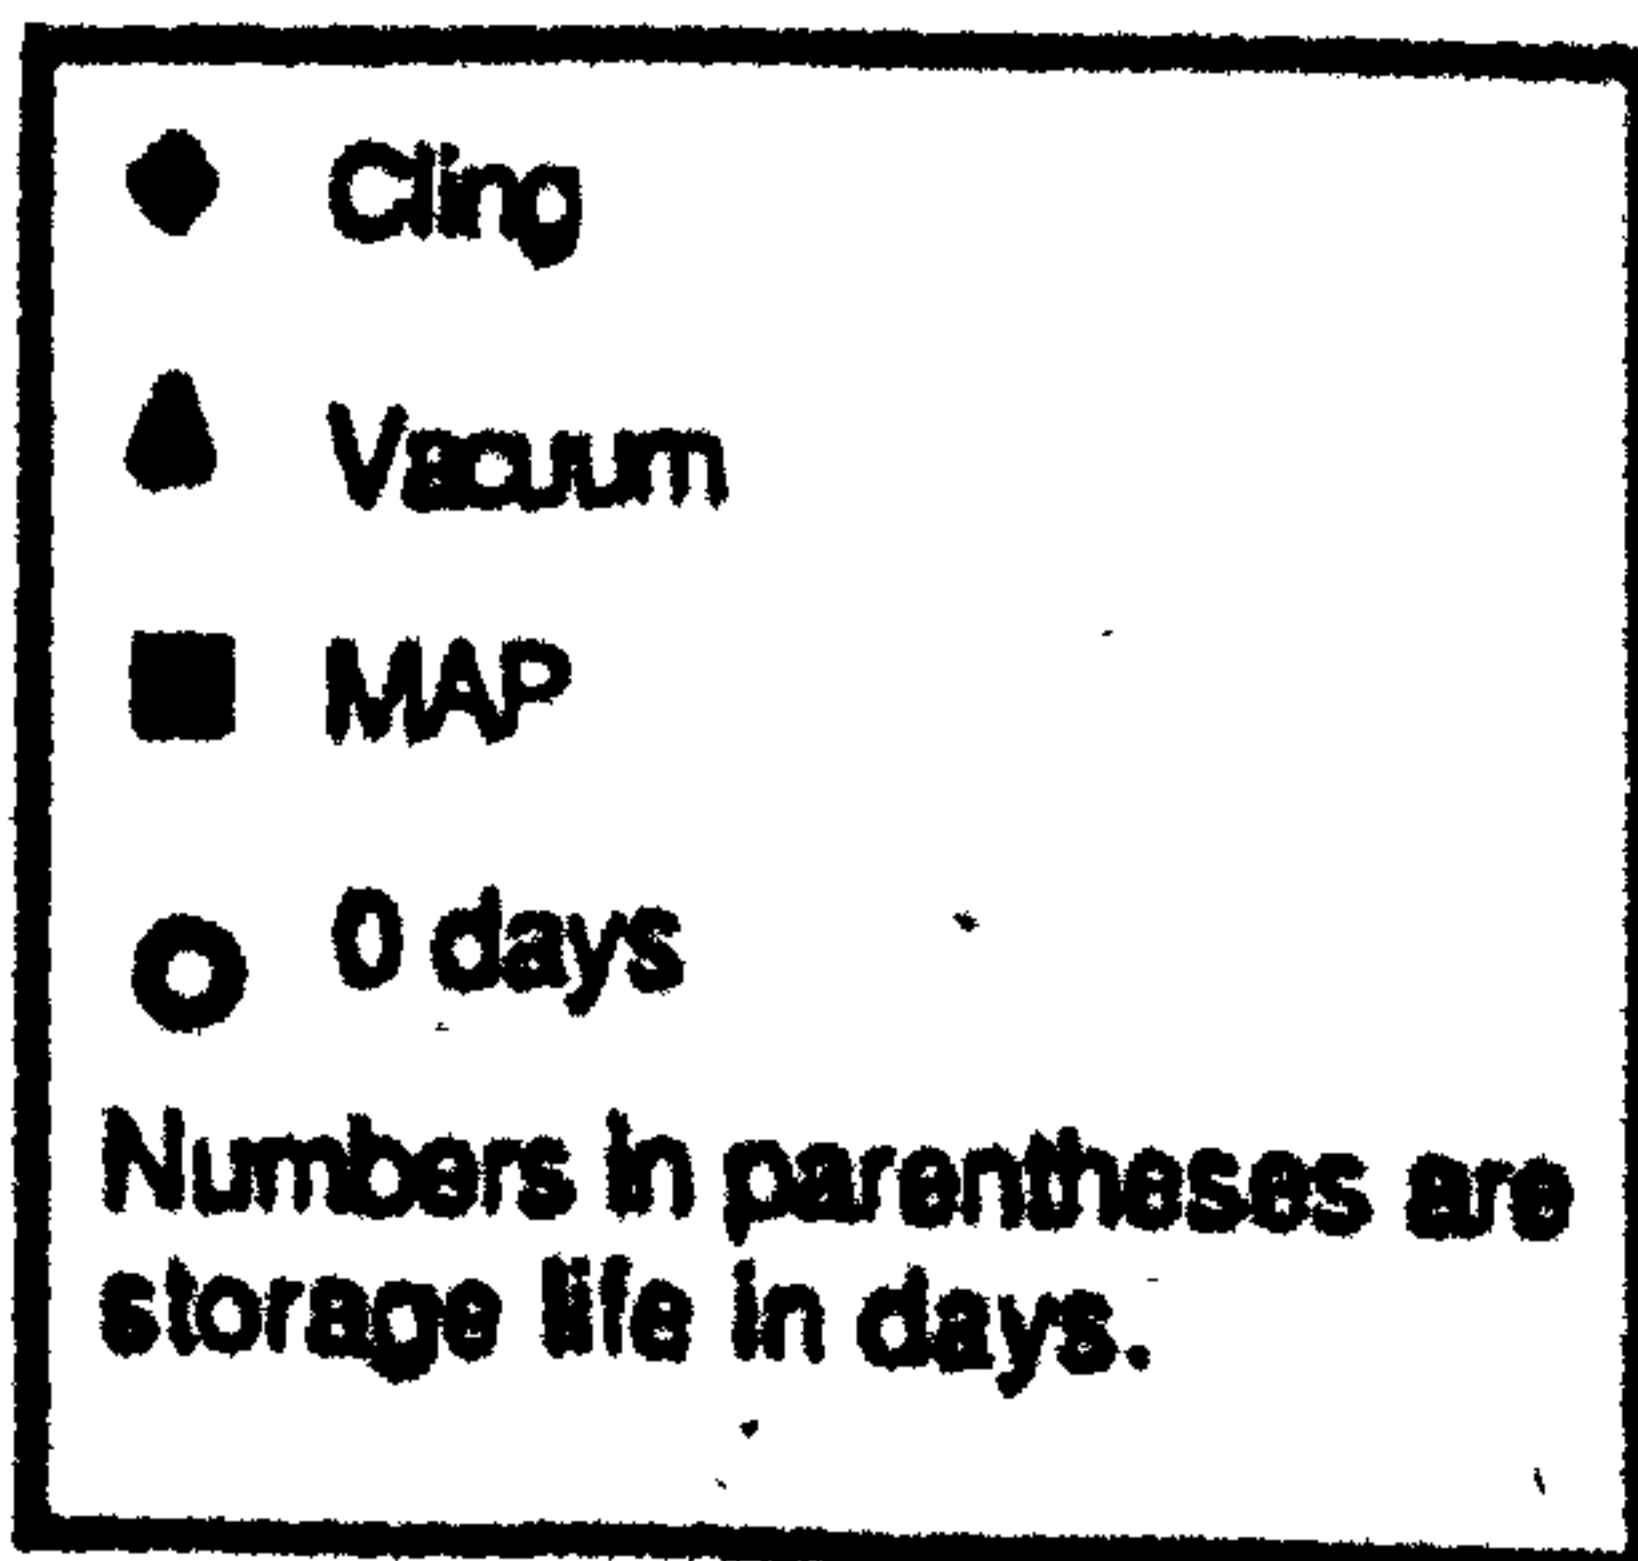 Cling
Vacuum
MAP
0 days
Numbers in parentheses are
storage life in days.